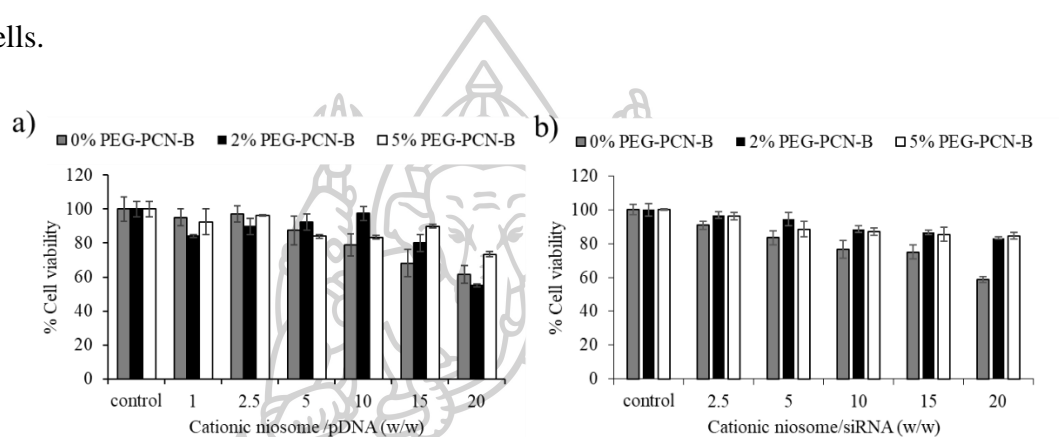 ells.
a)
0% PEG-PCN-B 2% PEG-PCN-B 5% PEG-PCN-B
% Cell viability
120
100
80
60
40
20
0
control 1 2.5 5 10 15 20
Cationic niosome /pDNA (w/w)
b)
0% PEG-PCN-B 2% PEG-PCN-B 5% PEG-PCN-B
% Cell viability
120
100
80
60
40
20
0
control 2.5 5 10 15 20
Cationic niosome/siRNA (w/w)